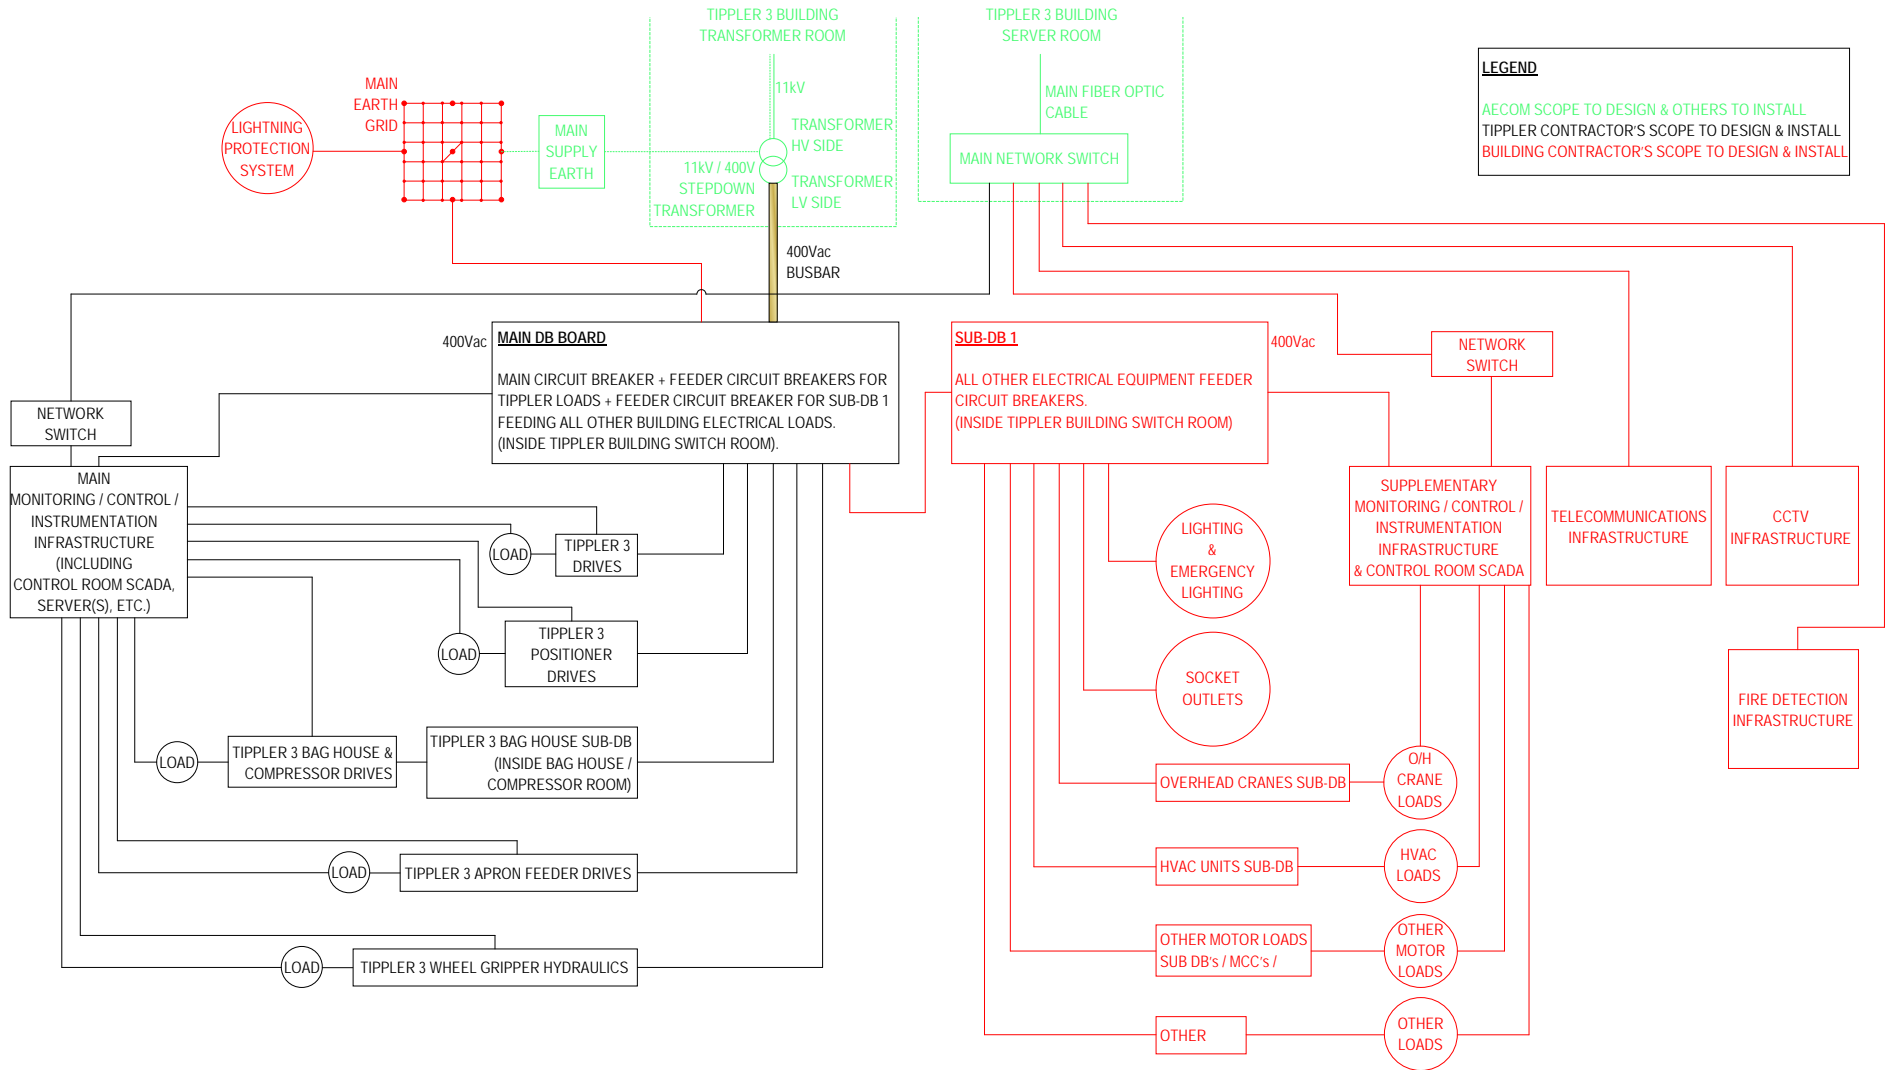 TIPPLER 3 BUILDING
TRANSFORMER ROOM
TIPPLER 3 BUILDING
SERVER ROOM
LEGEND
AECOM SCOPE TO DESIGN & OTHERS TO INSTALL
TIPPLER CONTRACTOR'S SCOPE TO DESIGN & INSTALL
BUILDING CONTRACTOR'S SCOPE TO DESIGN & INSTALL
MAIN
EARTH
GRID
LIGHTNING
PROTECTION
SYSTEM
MAIN
SUPPLY
EARTH
11kV
TRANSFORMER
HV SIDE
11kV / 400V
STEPDOWN
TRANSFORMER
TRANSFORMER
LV SIDE
MAIN FIBER OPTIC
CABLE
MAIN NETWORK SWITCH
400Vac
BUSBAR
400Vac
MAIN DB BOARD
MAIN CIRCUIT BREAKER + FEEDER CIRCUIT BREAKERS FOR
TIPPLER LOADS + FEEDER CIRCUIT BREAKER FOR SUB-DB 1
FEEDING ALL OTHER BUILDING ELECTRICAL LOADS.
(INSIDE TIPPLER BUILDING SWITCH ROOM).
SUB-DB 1
ALL OTHER ELECTRICAL EQUIPMENT FEEDER
CIRCUIT BREAKERS.
(INSIDE TIPPLER BUILDING SWITCH ROOM)
400Vac
NETWORK
SWITCH
NETWORK
SWITCH
MAIN
MONITORING / CONTROL /
INSTRUMENTATION
INFRASTRUCTURE
(INCLUDING
CONTROL ROOM SCADA,
SERVER(S), ETC.)
LOAD
TIPPLER 3
DRIVES
LOAD
TIPPLER 3
POSITIONER
DRIVES
LOAD
TIPPLER 3 BAG HOUSE &
COMPRESSOR DRIVES
TIPPLER 3 BAG HOUSE SUB-DB
(INSIDE BAG HOUSE /
COMPRESSOR ROOM)
LOAD
TIPPLER 3 APRON FEEDER DRIVES
LOAD
TIPPLER 3 WHEEL GRIPPER HYDRAULICS
LIGHTING
&
EMERGENCY
LIGHTING
SOCKET
OUTLETS
SUPPLEMENTARY
MONITORING / CONTROL /
INSTRUMENTATION
INFRASTRUCTURE
& CONTROL ROOM SCADA
TELECOMMUNICATIONS
INFRASTRUCTURE
CCTV
INFRASTRUCTURE
FIRE DETECTION
INFRASTRUCTURE
OVERHEAD CRANES SUB-DB
O/H
CRANE
LOADS
HVAC UNITS SUB-DB
HVAC
LOADS
OTHER MOTOR LOADS
SUB DB's / MCC's /
OTHER
MOTOR
LOADS
OTHER
OTHER
LOADS